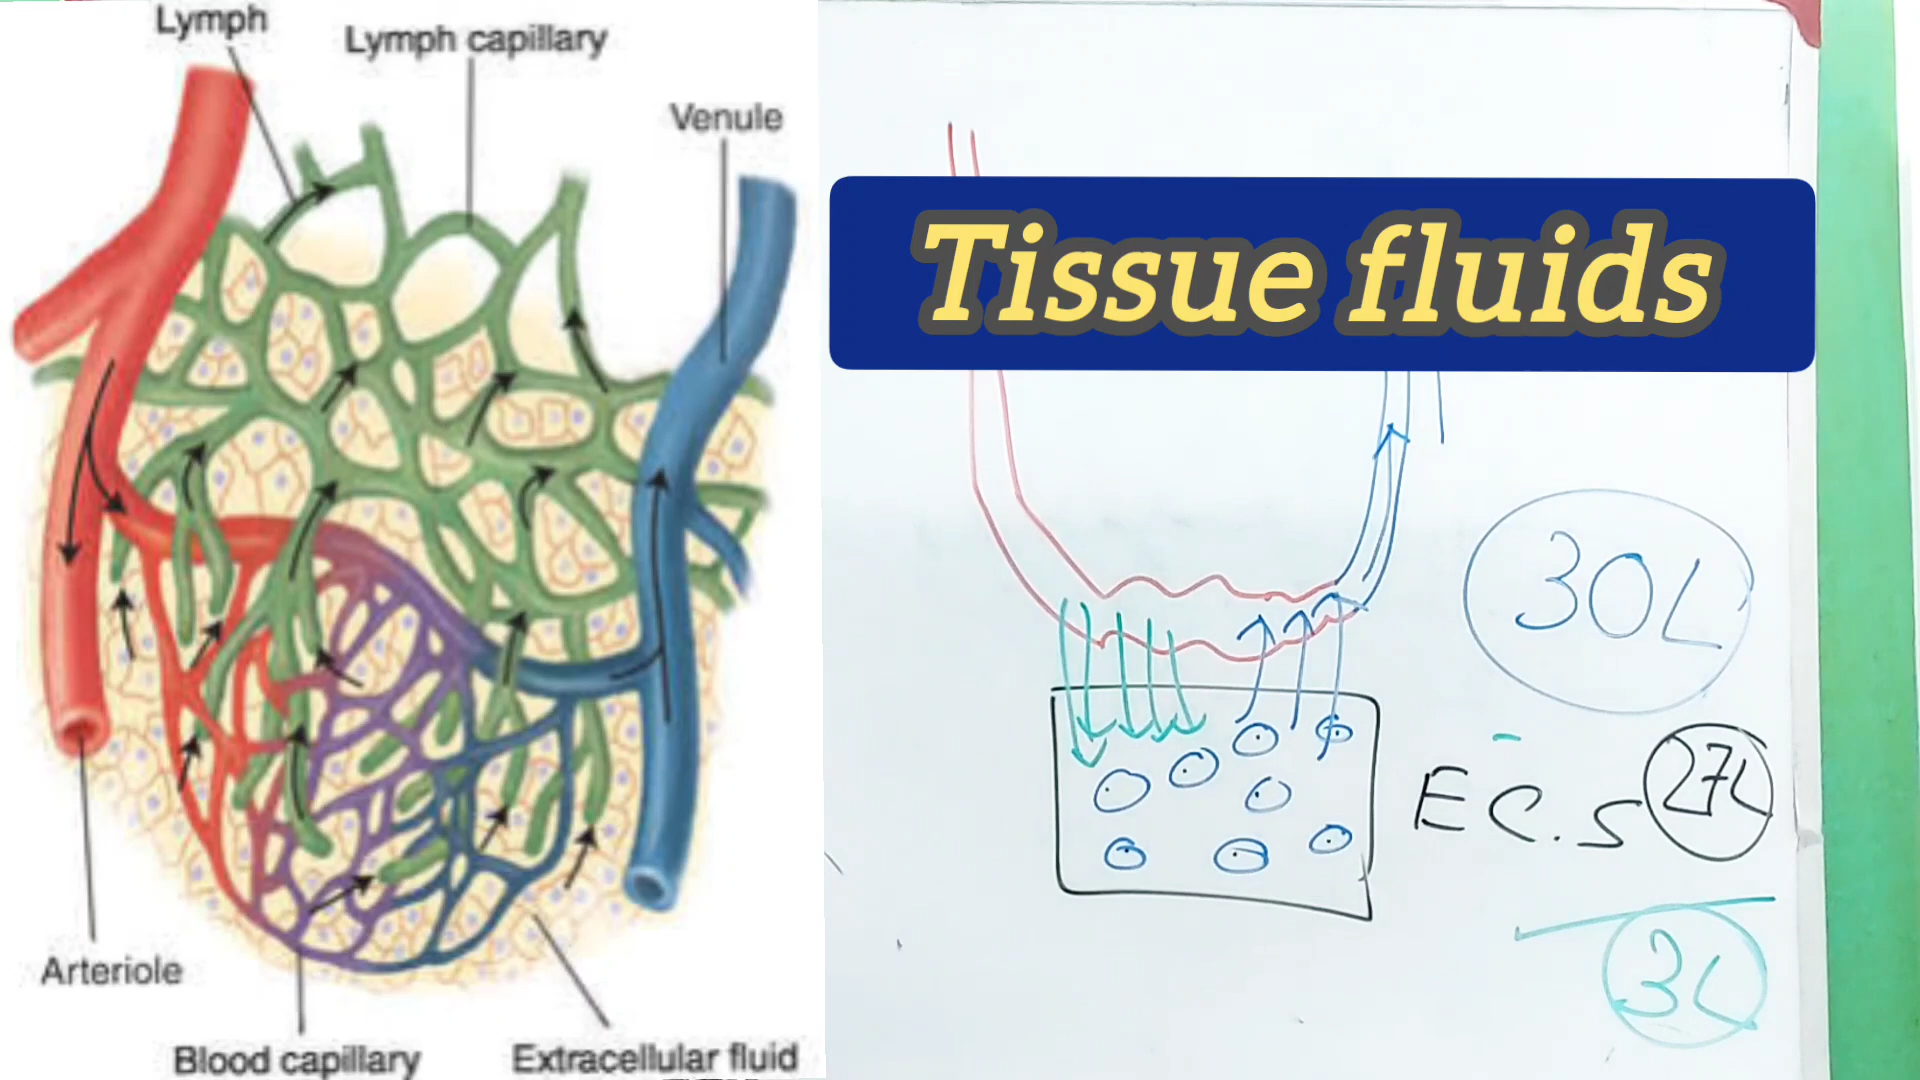 Lymph
Lymph capillary
Venule
Arteriole
Blood capillary
Extracellular fluid
Tissue fluids
30L
E C. S 27L
3L